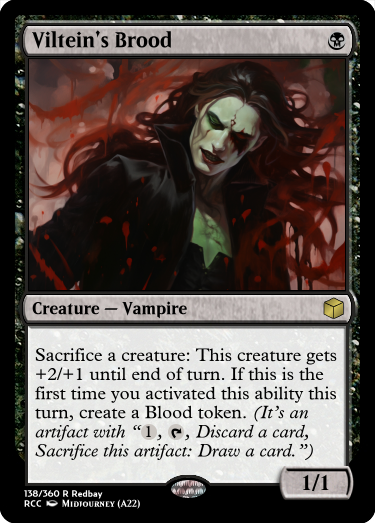 Viltein's Brood
Creature — Vampire
Sacrifice a creature: This creature gets
+2/+1 until end of turn. If this is the
first time you activated this ability this
turn, create a Blood token. (It's an
artifact with “1, , Discard a card,
Sacrifice this artifact: Draw a card.”)
1/1
138/360 R Redbay
RCC Midjourney (A22)